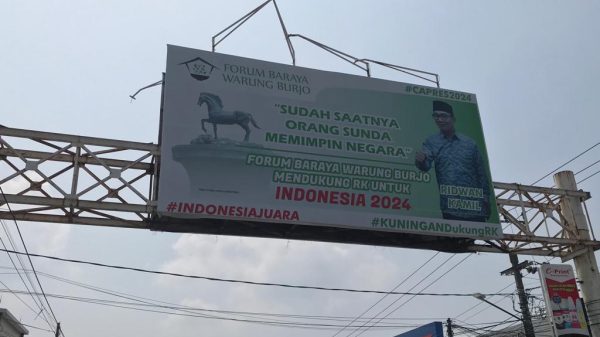 FORUM BARAYA
WARUNG BURJO
#CAPRES2024
"SUDAH SAATNYA
ORANG SUNDA
MEMIMPIN NEGARA"
FORUM BARAYA WARUNG BURJO
MENDUKUNG RK UNTUK
INDONESIA 2024
RIDWAN
KAMIL
#INDONESIAJUARA
#KUNINGANDukungRK
e-Print